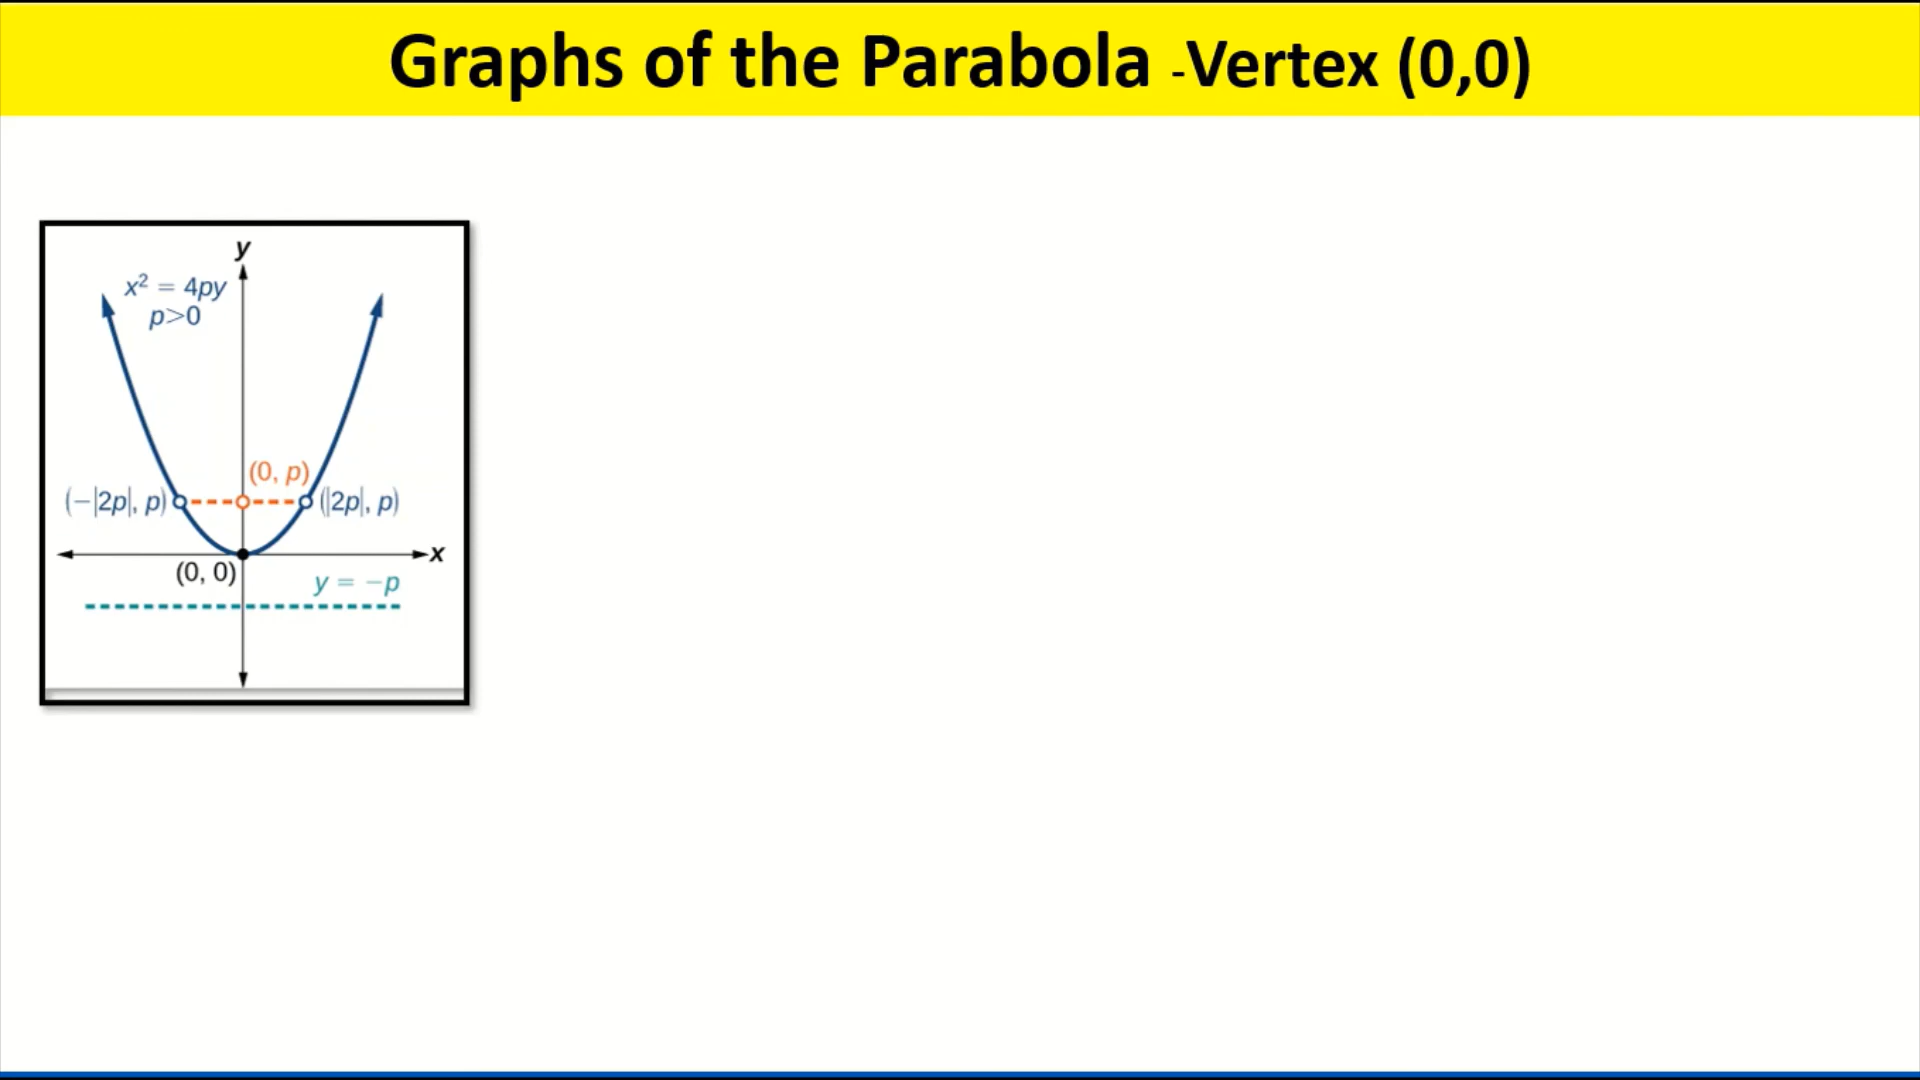 Graphs of the Parabola -Vertex (0,0)
y
x² = 4py
p>0
(0, p)
(−|2p|, p)
(|2p|, p)
x
(0, 0)
y = −p